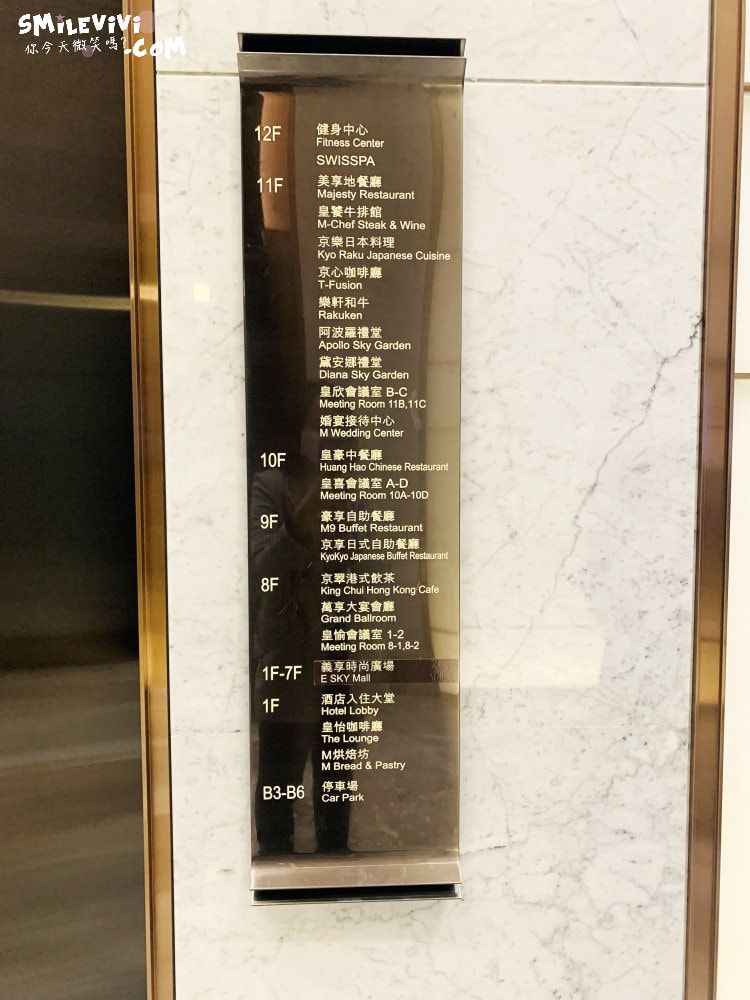 SMiLEViVi
你今天微笑嗎?.COM
12F 健身中心
Fitness Center
SWISSPA
11F 美享地餐廳
Majesty Restaurant
皇饕牛排館
M-Chef Steak & Wine
京樂日本料理
Kyo Raku Japanese Cuisine
京心咖啡廳
T-Fusion
樂軒和牛
Rakuken
阿波羅禮堂
Apollo Sky Garden
黛安娜禮堂
Diana Sky Garden
皇欣會議室 B-C
Meeting Room 11B,11C
婚宴接待中心
M Wedding Center
10F 皇豪中餐廳
Huang Hao Chinese Restaurant
皇喜會議室 A-D
Meeting Room 10A-10D
9F 豪享自助餐廳
M9 Buffet Restaurant
京享日式自助餐廳
KyoKyo Japanese Buffet Restaurant
8F 京翠港式飲茶
King Chui Hong Kong Cafe
萬享大宴會廳
Grand Ballroom
皇愉會議室 1-2
Meeting Room 8-1,8-2
1F-7F 義享時尚廣場
E SKY Mall
1F 酒店入住大堂
Hotel Lobby
皇怡咖啡廳
The Lounge
M烘焙坊
M Bread & Pastry
B3-B6 停車場
Car Park